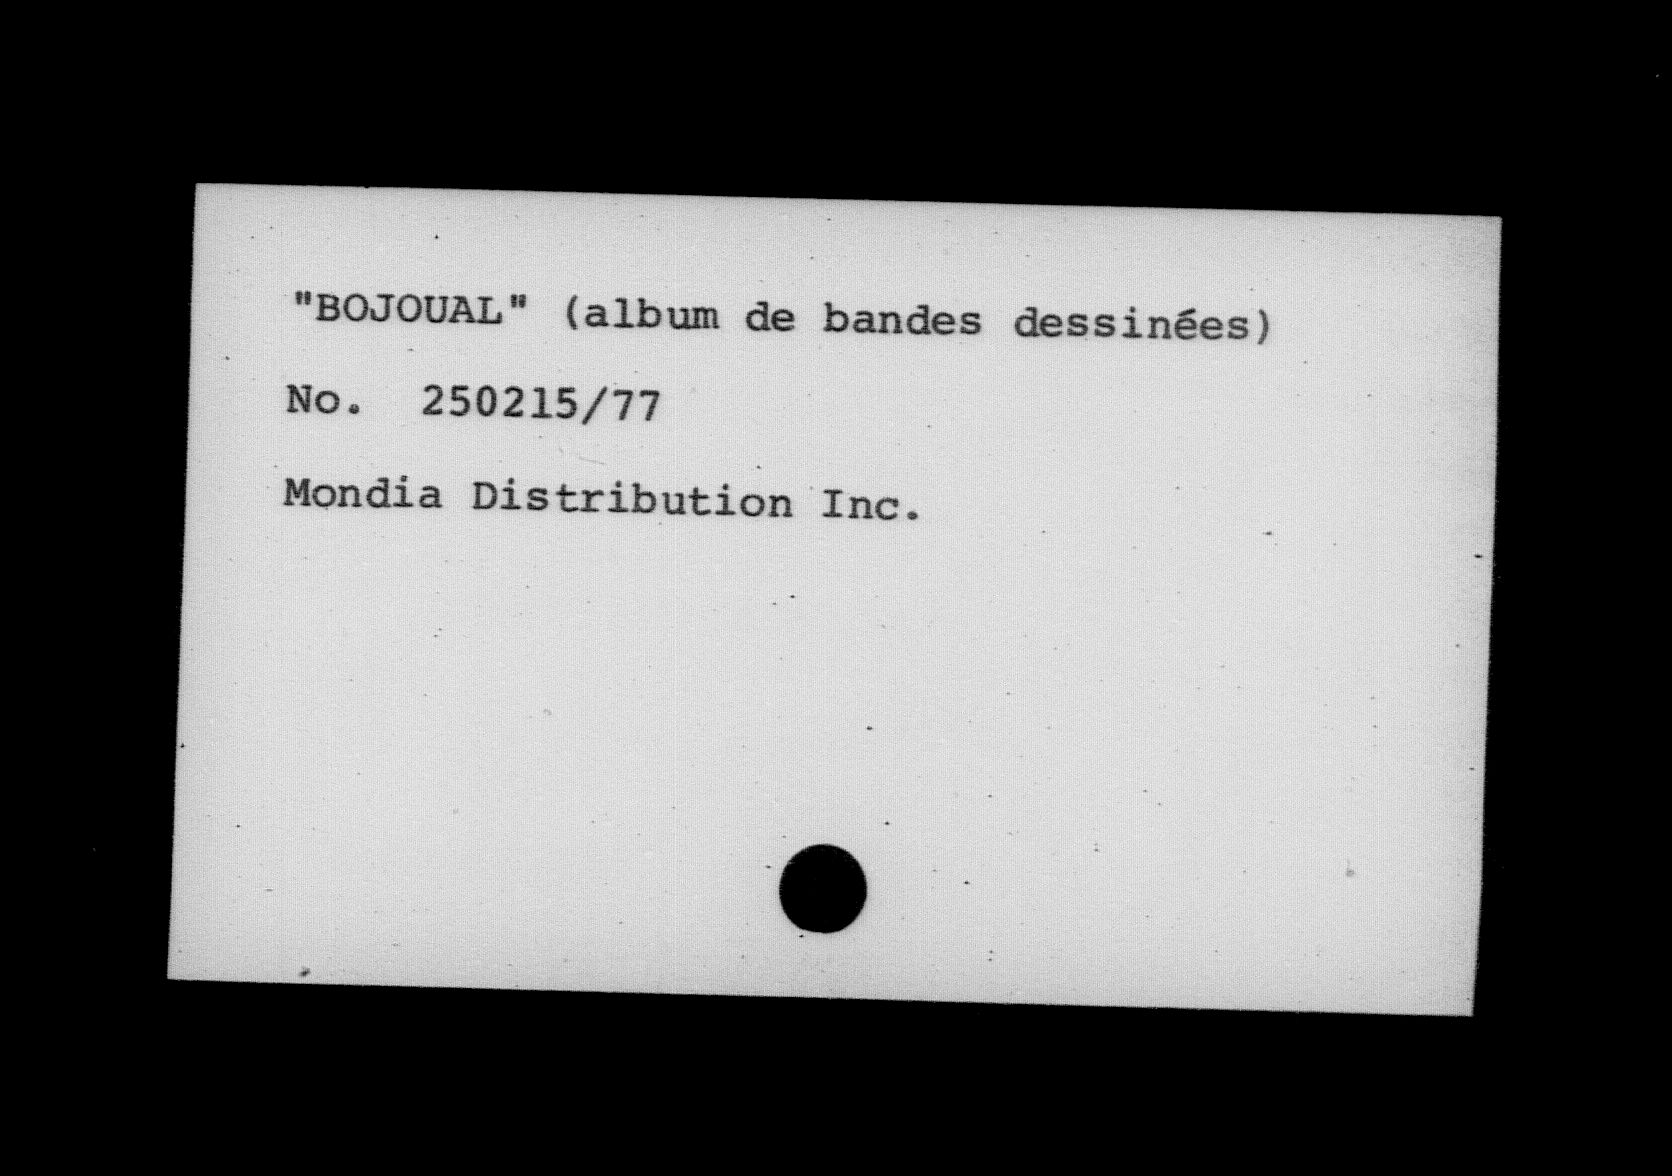 "BOJOUAL" (album de bandes dessinées)
No. 250215/77
Mondia Distribution Inc.